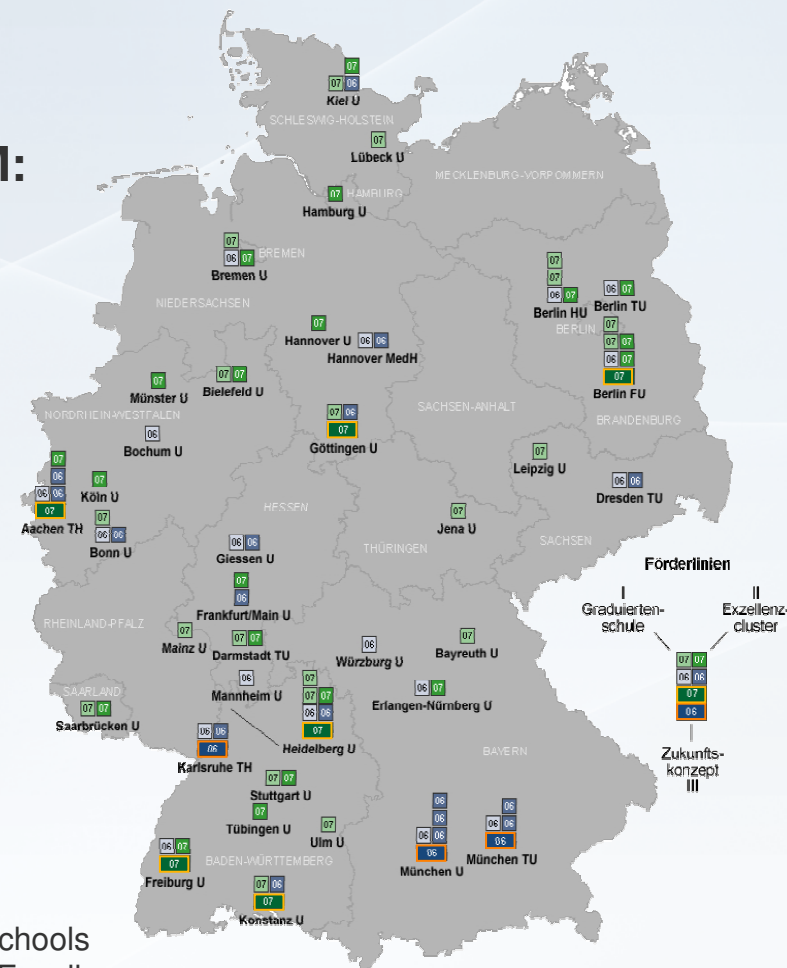 M:
07
07 06
Kiel U
SCHLESWIG-HOLSTEIN
07
Lübeck U
MECKLENBURG-VORPOMMERN
07 HAMBURG
Hamburg U
07
06 07 BREMEN
Bremen U
NIEDERSACHSEN
07
07
06 07
Berlin HU
06 07
Berlin TU
BERLIN
07
07 07
06 07
07
Berlin FU
BRANDENBURG
07
Hannover U
06 06
Hannover MedH
07
Münster U
07 07
Bielefeld U
NORDRHEIN-WESTFALEN
06
Bochum U
07 06
07
Göttingen U
SACHSEN-ANHALT
07
Leipzig U
06 06
Dresden TU
07
06
06 06
07
Aachen TH
07
Köln U
07
06 06
Bonn U
HESSEN
07
Jena U
THÜRINGEN
SACHSEN
06 06
Giessen U
07
06
Frankfurt/Main U
RHEINLAND-PFALZ
07
Mainz U
07 07
Darmstadt TU
06
Würzburg U
07
Bayreuth U
06
Mannheim U
06 07
Erlangen-Nürnberg U
SAARLAND
07 07
Saarbrücken U
07
07 07
06 06
07
Heidelberg U
06 06
06
Karlsruhe TH
BAYERN
07 07
Stuttgart U
07
Tübingen U
07
Ulm U
06
06
06 06
06
München U
06
06 06
06
München TU
06 07
07
Freiburg U
BADEN-WÜRTTEMBERG
07 06
07
Konstanz U
Förderlinien
I
Graduierten-
schule
II
Exzellenz-
cluster
07 07
06 06
07
06
Zukunfts-
konzept
III
chools